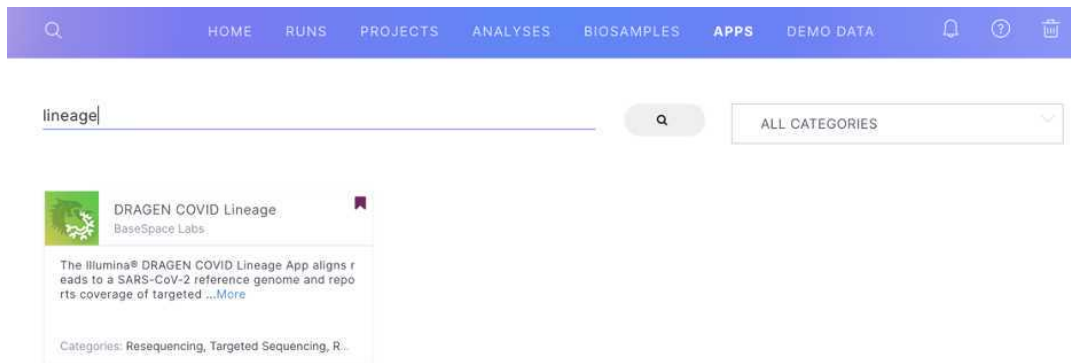 HOME RUNS PROJECTS ANALYSES BIOSAMPLES APPS DEMO DATA
lineage
ALL CATEGORIES
DRAGEN COVID Lineage
BaseSpace Labs
The Illumina® DRAGEN COVID Lineage App aligns r
eads to a SARS-CoV-2 reference genome and repo
rts coverage of targeted ...More
Categories: Resequencing, Targeted Sequencing, R...